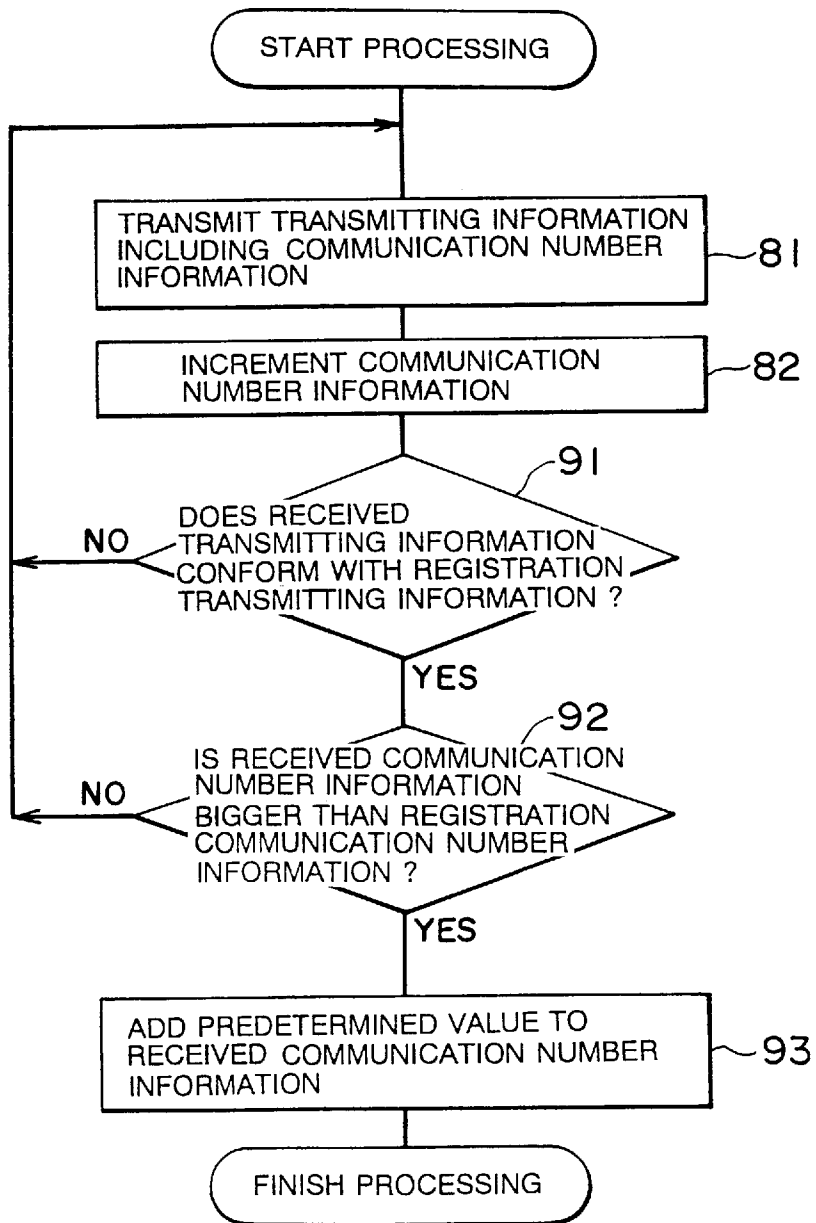 START PROCESSING
TRANSMIT TRANSMITTING INFORMATION
INCLUDING COMMUNICATION NUMBER
INFORMATION
81
INCREMENT COMMUNICATION
NUMBER INFORMATION
82
91
DOES RECEIVED
TRANSMITTING INFORMATION
CONFORM WITH REGISTRATION
TRANSMITTING INFORMATION ?
NO
YES
92
IS RECEIVED COMMUNICATION
NUMBER INFORMATION
BIGGER THAN REGISTRATION
COMMUNICATION NUMBER
INFORMATION ?
NO
YES
ADD PREDETERMINED VALUE TO
RECEIVED COMMUNICATION NUMBER
INFORMATION
93
FINISH PROCESSING